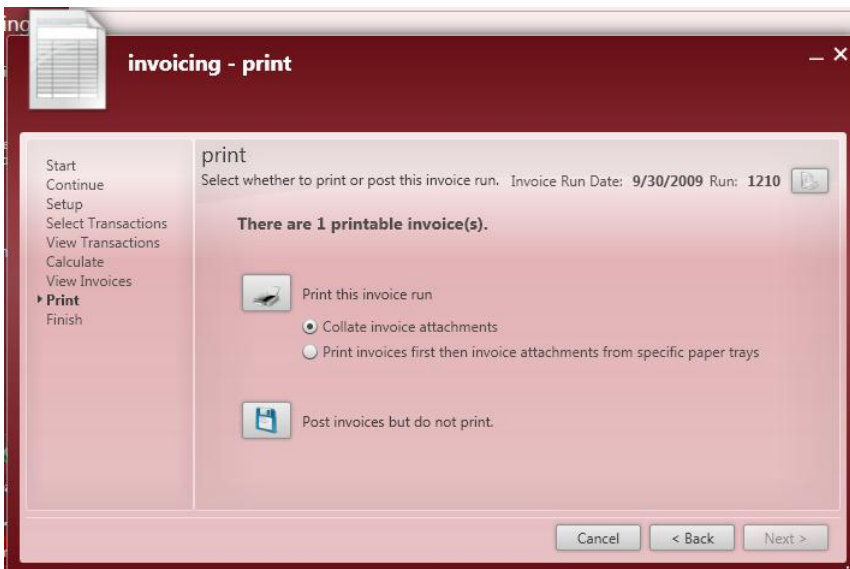 ing
invoicing - print
Start
Continue
Setup
Select Transactions
View Transactions
Calculate
View Invoices
Print
Finish
print
Select whether to print or post this invoice run. Invoice Run Date: 9/30/2009 Run: 1210
There are 1 printable invoice(s).
Print this invoice run
Collate invoice attachments
Print invoices first then invoice attachments from specific paper trays
Post invoices but do not print.
Cancel < Back Next >